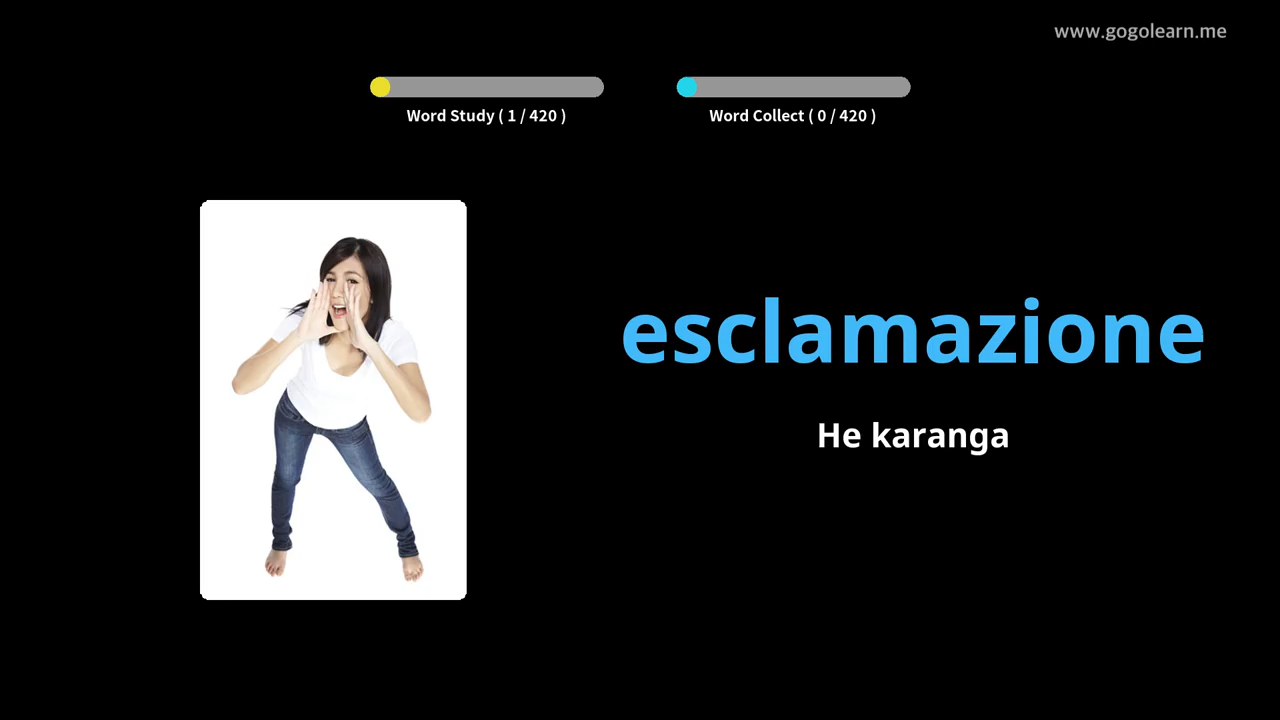 www.gogolearn.me
Word Study ( 1 / 420 )
Word Collect ( 0 / 420 )
esclamazione
He karanga